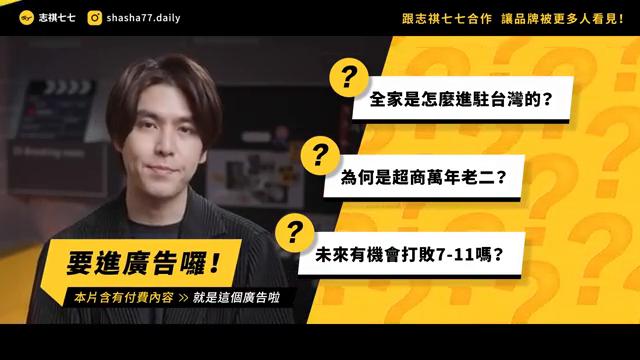 志祺七七
shasha77.daily
跟志祺七七合作 讓品牌被更多人看見!
? 全家是怎麼進駐台灣的?
? 為何是超商萬年老二?
? 未來有機會打敗7-11嗎?
要進廣告囉!
本片含有付費內容 >> 就是這個廣告啦